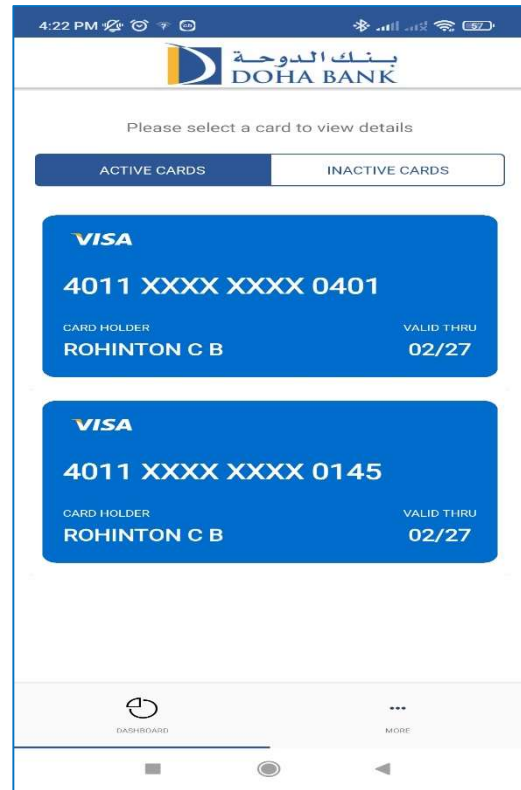 4:22 PM
57
بنك الدوحة
DOHA BANK
Please select a card to view details
ACTIVE CARDS
INACTIVE CARDS
VISA
4011 XXXX XXXX 0401
CARD HOLDER
VALID THRU
ROHINTON C B
02/27
VISA
4011 XXXX XXXX 0145
CARD HOLDER
VALID THRU
ROHINTON C B
02/27
DASHBOARD
MORE